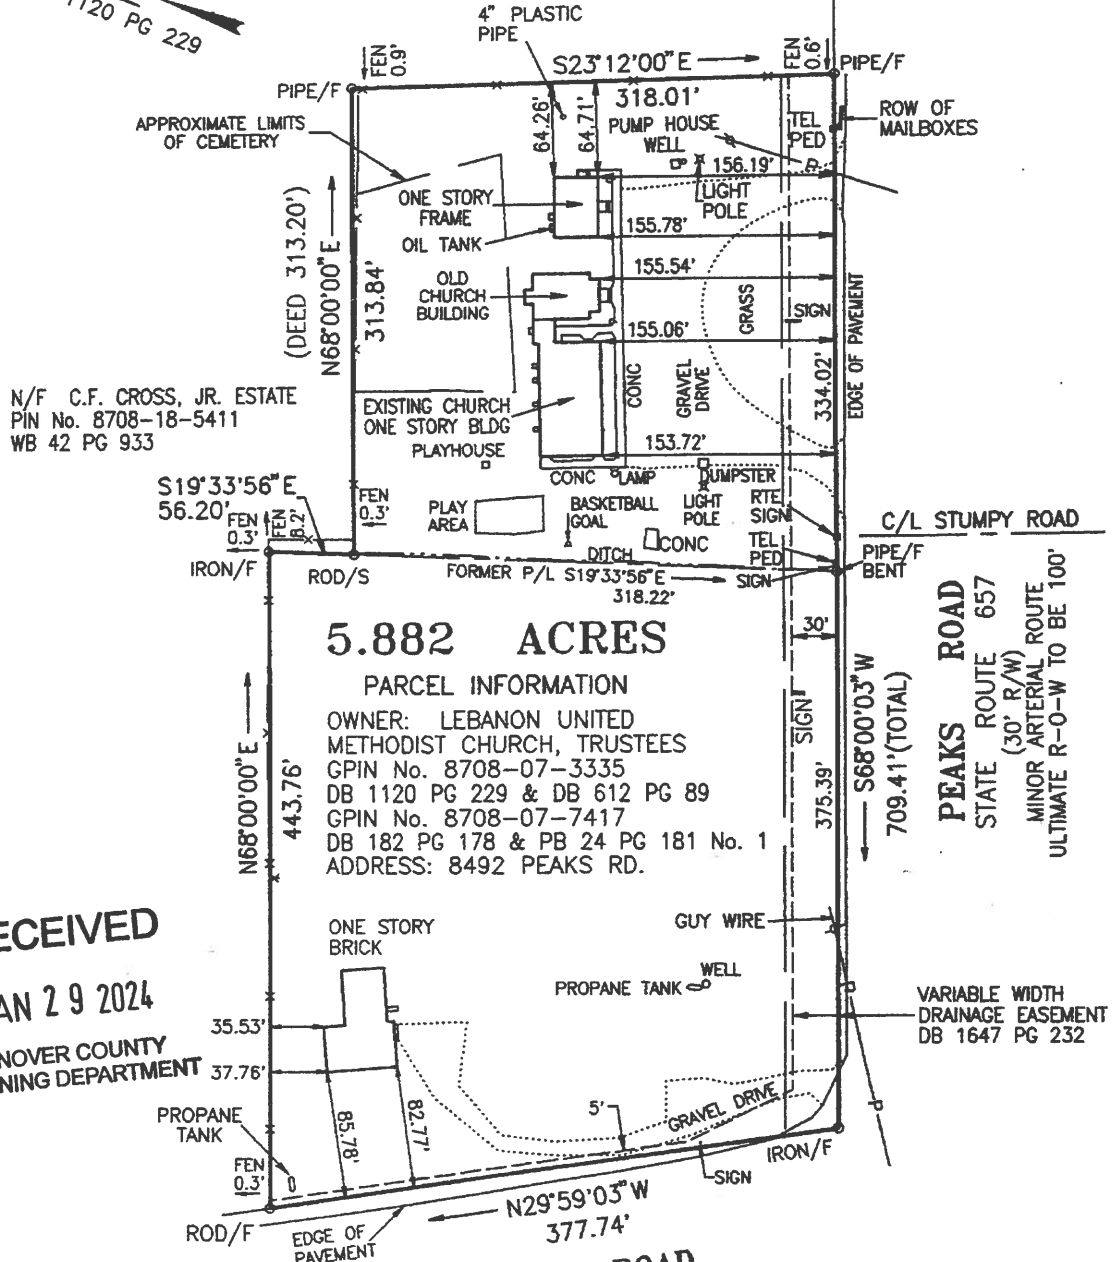 1120 PG 229
4" PLASTIC
PIPE
FEN
0.9'
S23°12'00"E
FEN
0.6'
PIPE/F
PIPE/F
318.01'
APPROXIMATE LIMITS
OF CEMETERY
64.26'
64.71'
PUMP HOUSE
WELL
TEL
PED
ROW OF
MAILBOXES
156.19'
ONE STORY
FRAME
LIGHT
POLE
OIL TANK
155.78'
(DEED 313.20')
N68°00'00"E
313.84'
OLD
CHURCH
BUILDING
155.54'
GRASS
SIGN
155.06'
EDGE OF PAVEMENT
334.02'
CONC
GRAVEL
DRIVE
N/F C.F. CROSS, JR. ESTATE
PIN No. 8708-18-5411
WB 42 PG 933
EXISTING CHURCH
ONE STORY BLDG
PLAYHOUSE
153.72'
CONC
LAMP
DUMPSTER
S19°33'56"E
56.20'
FEN
0.3'
FEN
8.2'
FEN
0.3'
PLAY
AREA
BASKETBALL
GOAL
LIGHT
POLE
RTE
SIGN
C/L STUMPY ROAD
CONC
TEL
PED
PIPE/F
BENT
DITCH
IRON/F
ROD/S
FORMER P/L S19°33'56"E
318.22'
SIGN
30'
5.882 ACRES
PARCEL INFORMATION
OWNER: LEBANON UNITED
METHODIST CHURCH, TRUSTEES
GPIN No. 8708-07-3335
DB 1120 PG 229 & DB 612 PG 89
GPIN No. 8708-07-7417
DB 182 PG 178 & PB 24 PG 181 No. 1
ADDRESS: 8492 PEAKS RD.
N68°00'00"E
443.76'
SIGN
375.39'
S68°00'03"W
709.41'(TOTAL)
PEAKS ROAD
STATE ROUTE 657
(30' R/W)
MINOR ARTERIAL ROUTE
ULTIMATE R-O-W TO BE 100'
ECEIVED
AN 29 2024
NOVER COUNTY
NING DEPARTMENT
ONE STORY
BRICK
GUY WIRE
WELL
PROPANE TANK
VARIABLE WIDTH
DRAINAGE EASEMENT
DB 1647 PG 232
35.53'
37.76'
85.78'
82.77'
PROPANE
TANK
5'
GRAVEL DRIVE
FEN
0.3'
IRON/F
SIGN
ROD/F
EDGE OF
PAVEMENT
N29°59'03"W
377.74'
ROAD